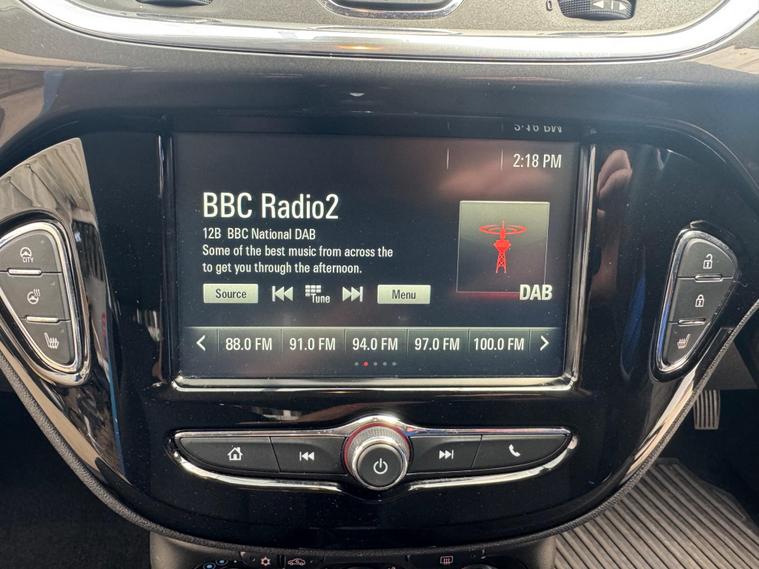 2:18 PM
BBC Radio2
12B BBC National DAB
Some of the best music from across the
to get you through the afternoon.
Source Tune Menu
DAB
88.0 FM 91.0 FM 94.0 FM 97.0 FM 100.0 FM
CITY